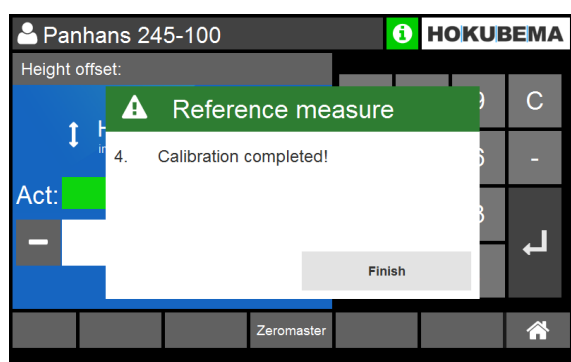 Panhans 245-100
i
HOKUBEMA
Height offset:
Reference measure
4. Calibration completed!
C
-
Act:
Finish
Zeromaster